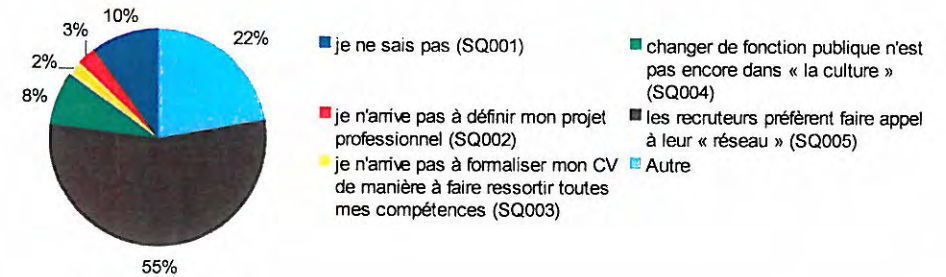 10%
3%
22%
2%
8%
55%
je ne sais pas (SQ001)
je n'arrive pas à définir mon projet
professionnel (SQ002)
je n'arrive pas à formaliser mon CV
de manière à faire ressortir toutes
mes compétences (SQ003)
changer de fonction publique n'est
pas encore dans « la culture »
(SQ004)
les recruteurs préfèrent faire appel
à leur « réseau » (SQ005)
Autre